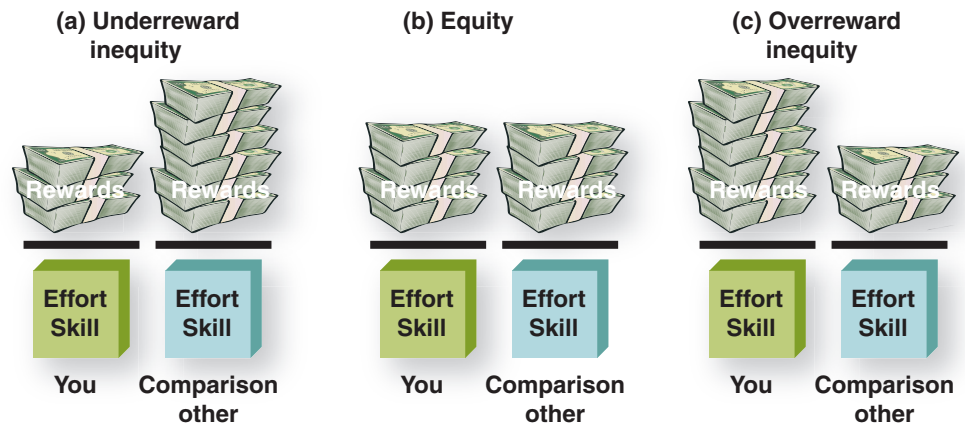 (a) Underreward
inequity
(b) Equity
(c) Overreward
inequity
Rewards
Rewards
Rewards
Rewards
Rewards
Rewards
Effort
Skill
Effort
Skill
Effort
Skill
Effort
Skill
Effort
Skill
Effort
Skill
You
Comparison
other
You
Comparison
other
You
Comparison
other